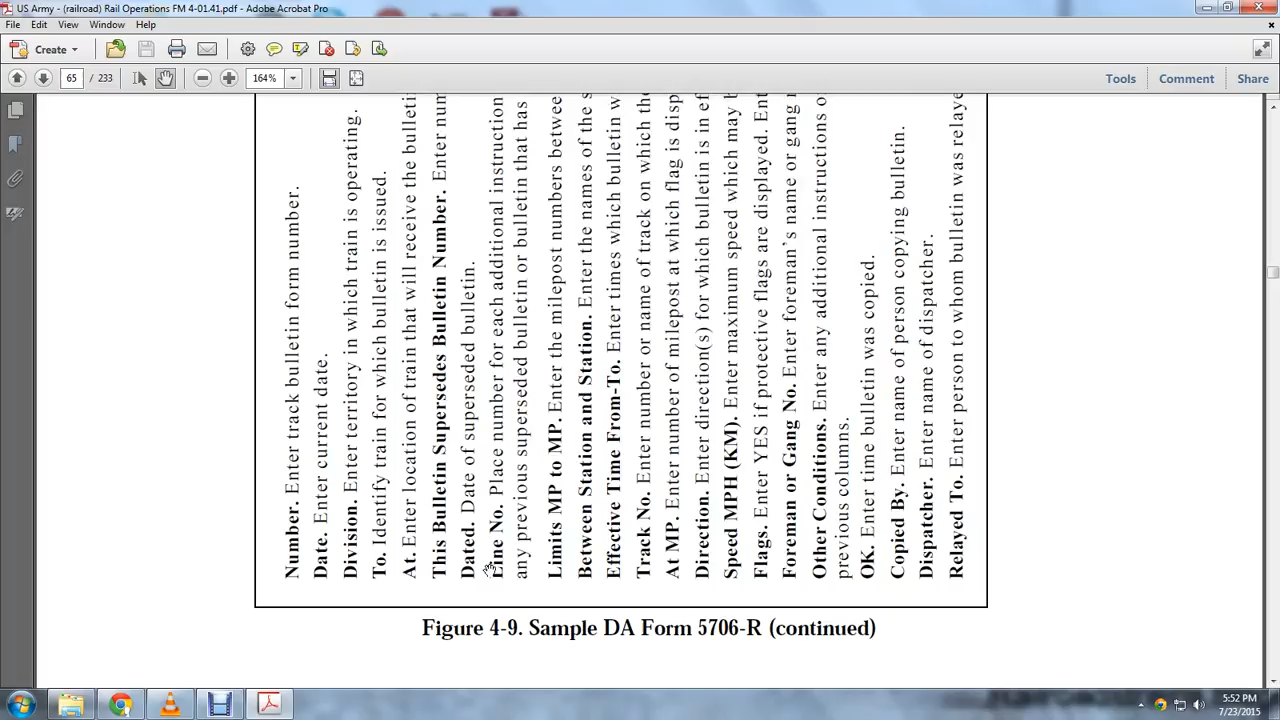 US Army - (railroad) Rail Operations FM 4-01.41.pdf - Adobe Acrobat Pro
File Edit View Window Help
Create
65 / 233
164%
Tools Comment Share
Number. Enter track bulletin form number.
Date. Enter current date.
Division. Enter territory in which train is operating.
To. Identify train for which bulletin is issued.
At. Enter location of train that will receive the bulleti
This Bulletin Supersedes Bulletin Number. Enter num
Dated. Date of superseded bulletin.
Line No. Place number for each additional instruction
any previous superseded bulletin or bulletin that has
Limits MP to MP. Enter the milepost numbers betwee
Between Station and Station. Enter the names of the s
Effective Time From-To. Enter times which bulletin w
Track No. Enter number or name of track on which the
At MP. Enter number of milepost at which flag is disp
Direction. Enter direction(s) for which bulletin is in ef
Speed MPH (KM). Enter maximum speed which may b
Flags. Enter YES if protective flags are displayed. Ent
Foreman or Gang No. Enter foreman's name or gang
Other Conditions. Enter any additional instructions o
previous columns.
OK. Enter time bulletin was copied.
Copied By. Enter name of person copying bulletin.
Dispatcher. Enter name of dispatcher.
Relayed To. Enter person to whom bulletin was relaye
Figure 4-9. Sample DA Form 5706-R (continued)
5:52 PM
7/23/2015